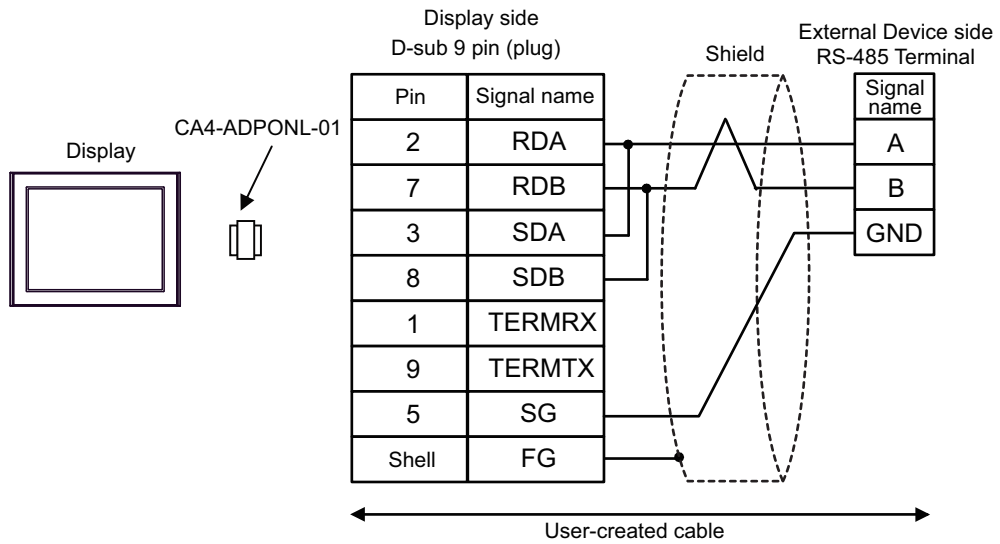 Display side
D-sub 9 pin (plug)
Shield
External Device side
RS-485 Terminal
CA4-ADPONL-01
Display
Pin Signal name
2 RDA
7 RDB
3 SDA
8 SDB
1 TERMRX
9 TERMTX
5 SG
Shell FG
Signal
name
A
B
GND
User-created cable